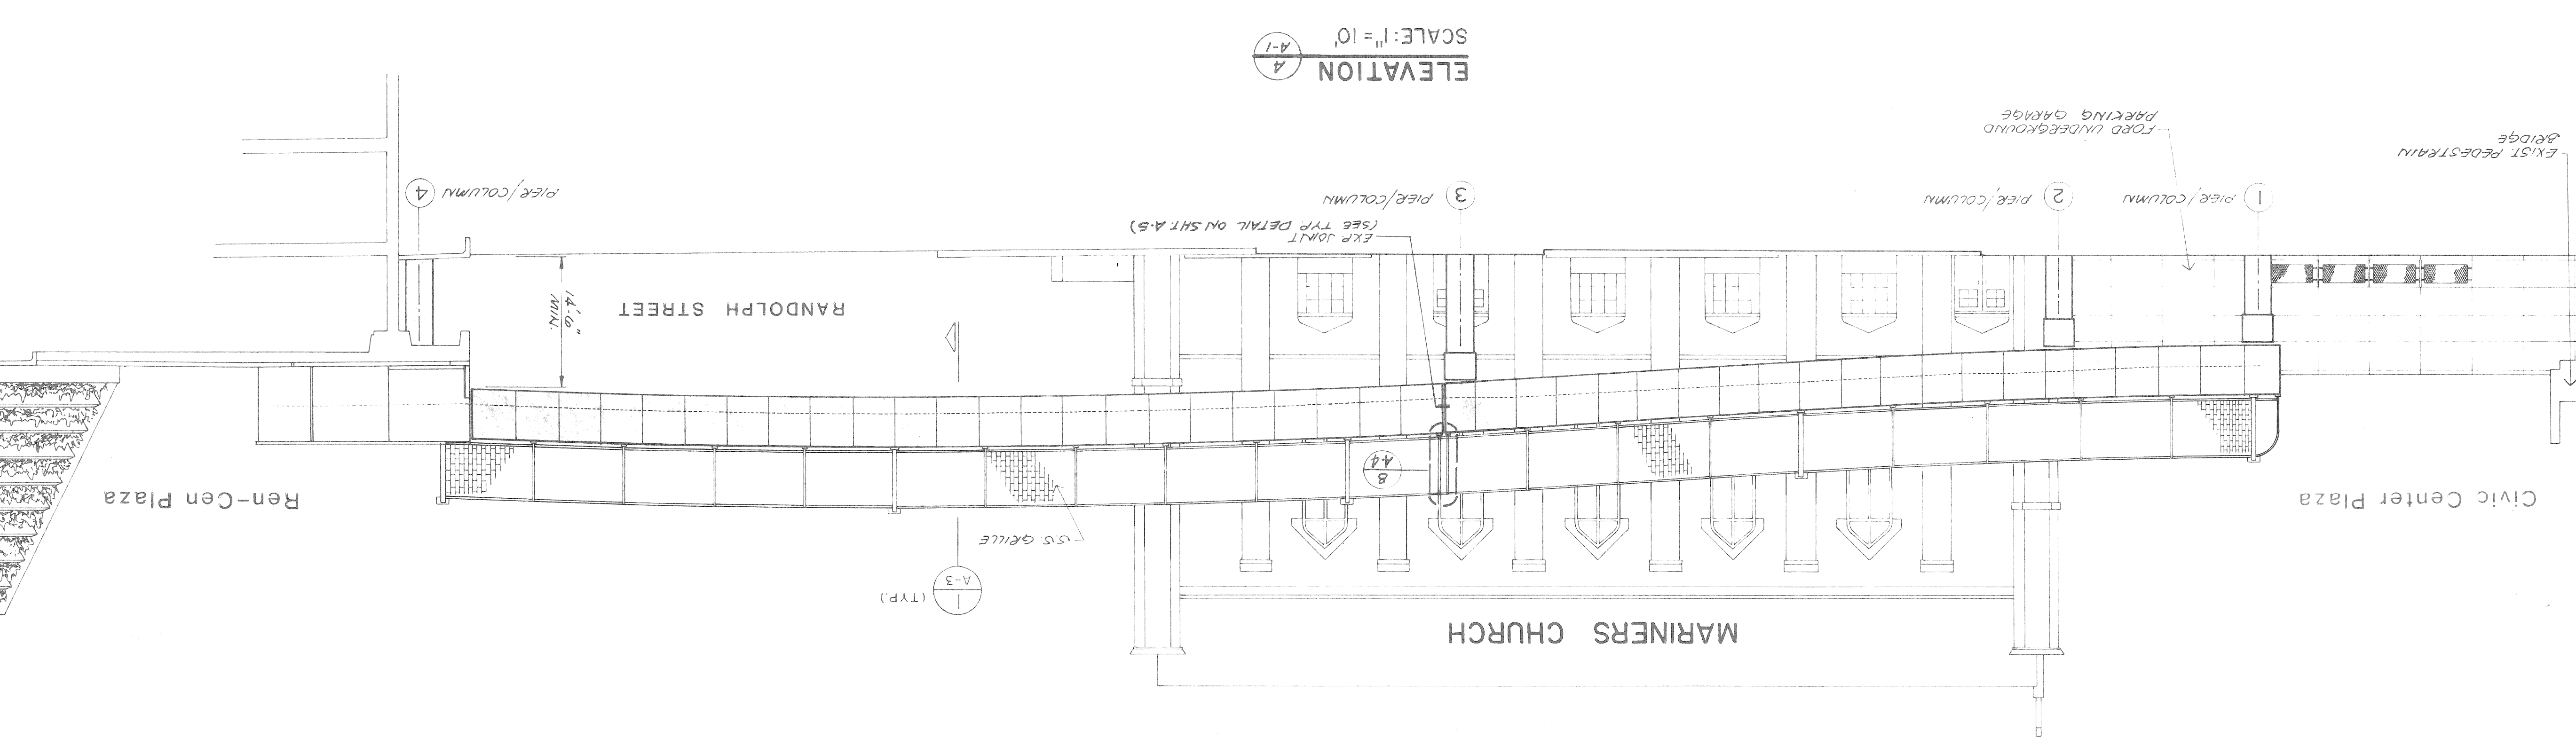 MARINERS CHURCH
1
A-3
(TYP.)
S.S. GRILLE
Civic Center Plaza
Ren-Cen Plaza
B
A-4
RANDOLPH STREET
14'-6"
MIN.
EXP. JOINT
(SEE TYP. DETAIL ON SHT. A-5)
1
PIER/COLUMN
2
PIER/COLUMN
3
PIER/COLUMN
PIER/COLUMN
4
EXIST. PEDESTRAIN
BRIDGE
FORD UNDERGROUND
PARKING GARAGE
ELEVATION
A
A-1
SCALE: 1" = 10'